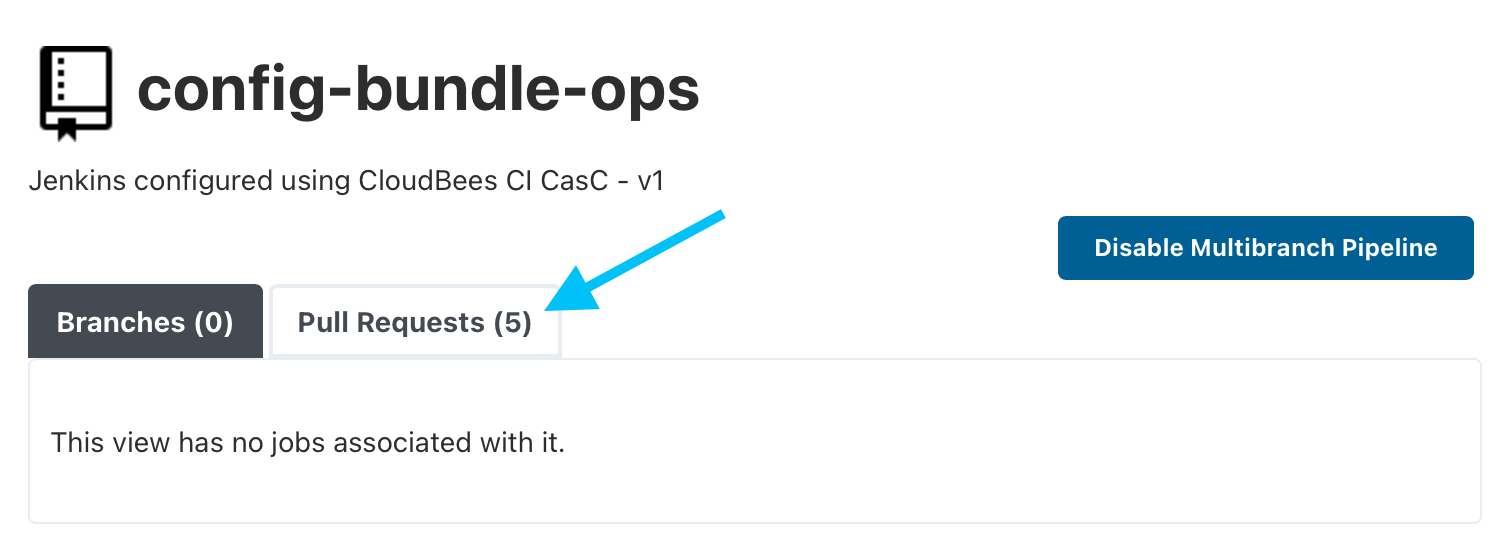 config-bundle-ops
Jenkins configured using CloudBees CI CasC - v1
Disable Multibranch Pipeline
Branches (0)
Pull Requests (5)
This view has no jobs associated with it.